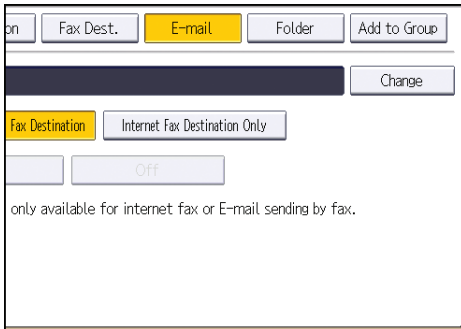 on Fax Dest. E-mail Folder Add to Group
Change
Fax Destination Internet Fax Destination Only
Off
only available for internet fax or E-mail sending by fax.